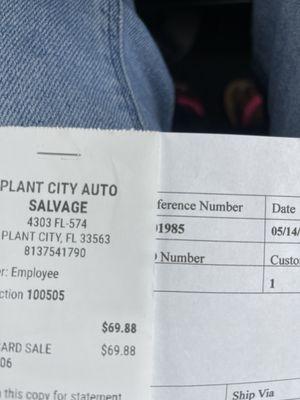 PLANT CITY AUTO
SALVAGE
4303 FL-574
PLANT CITY, FL 33563
8137541790
r: Employee
ction 100505
$69.88
ARD SALE $69.88
06
this copy for statement
ference Number Date
01985 05/14/
Number Custo
1
Ship Via